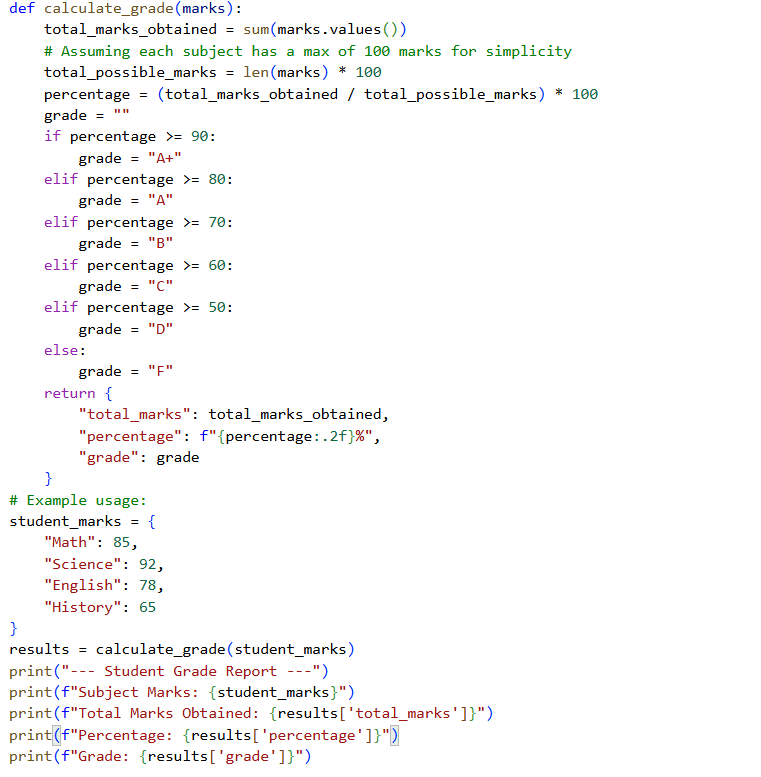 def calculate_grade(marks):
    total_marks_obtained = sum(marks.values())
    # Assuming each subject has a max of 100 marks for simplicity
    total_possible_marks = len(marks) * 100
    percentage = (total_marks_obtained / total_possible_marks) * 100
    grade = ""
    if percentage >= 90:
        grade = "A+"
    elif percentage >= 80:
        grade = "A"
    elif percentage >= 70:
        grade = "B"
    elif percentage >= 60:
        grade = "C"
    elif percentage >= 50:
        grade = "D"
    else:
        grade = "F"
    return {
        "total_marks": total_marks_obtained,
        "percentage": f"{percentage:.2f}%",
        "grade": grade
    }
# Example usage:
student_marks = {
    "Math": 85,
    "Science": 92,
    "English": 78,
    "History": 65
}
results = calculate_grade(student_marks)
print("--- Student Grade Report ---")
print(f"Subject Marks: {student_marks}")
print(f"Total Marks Obtained: {results['total_marks']}")
print(f"Percentage: {results['percentage']}")
print(f"Grade: {results['grade']}")